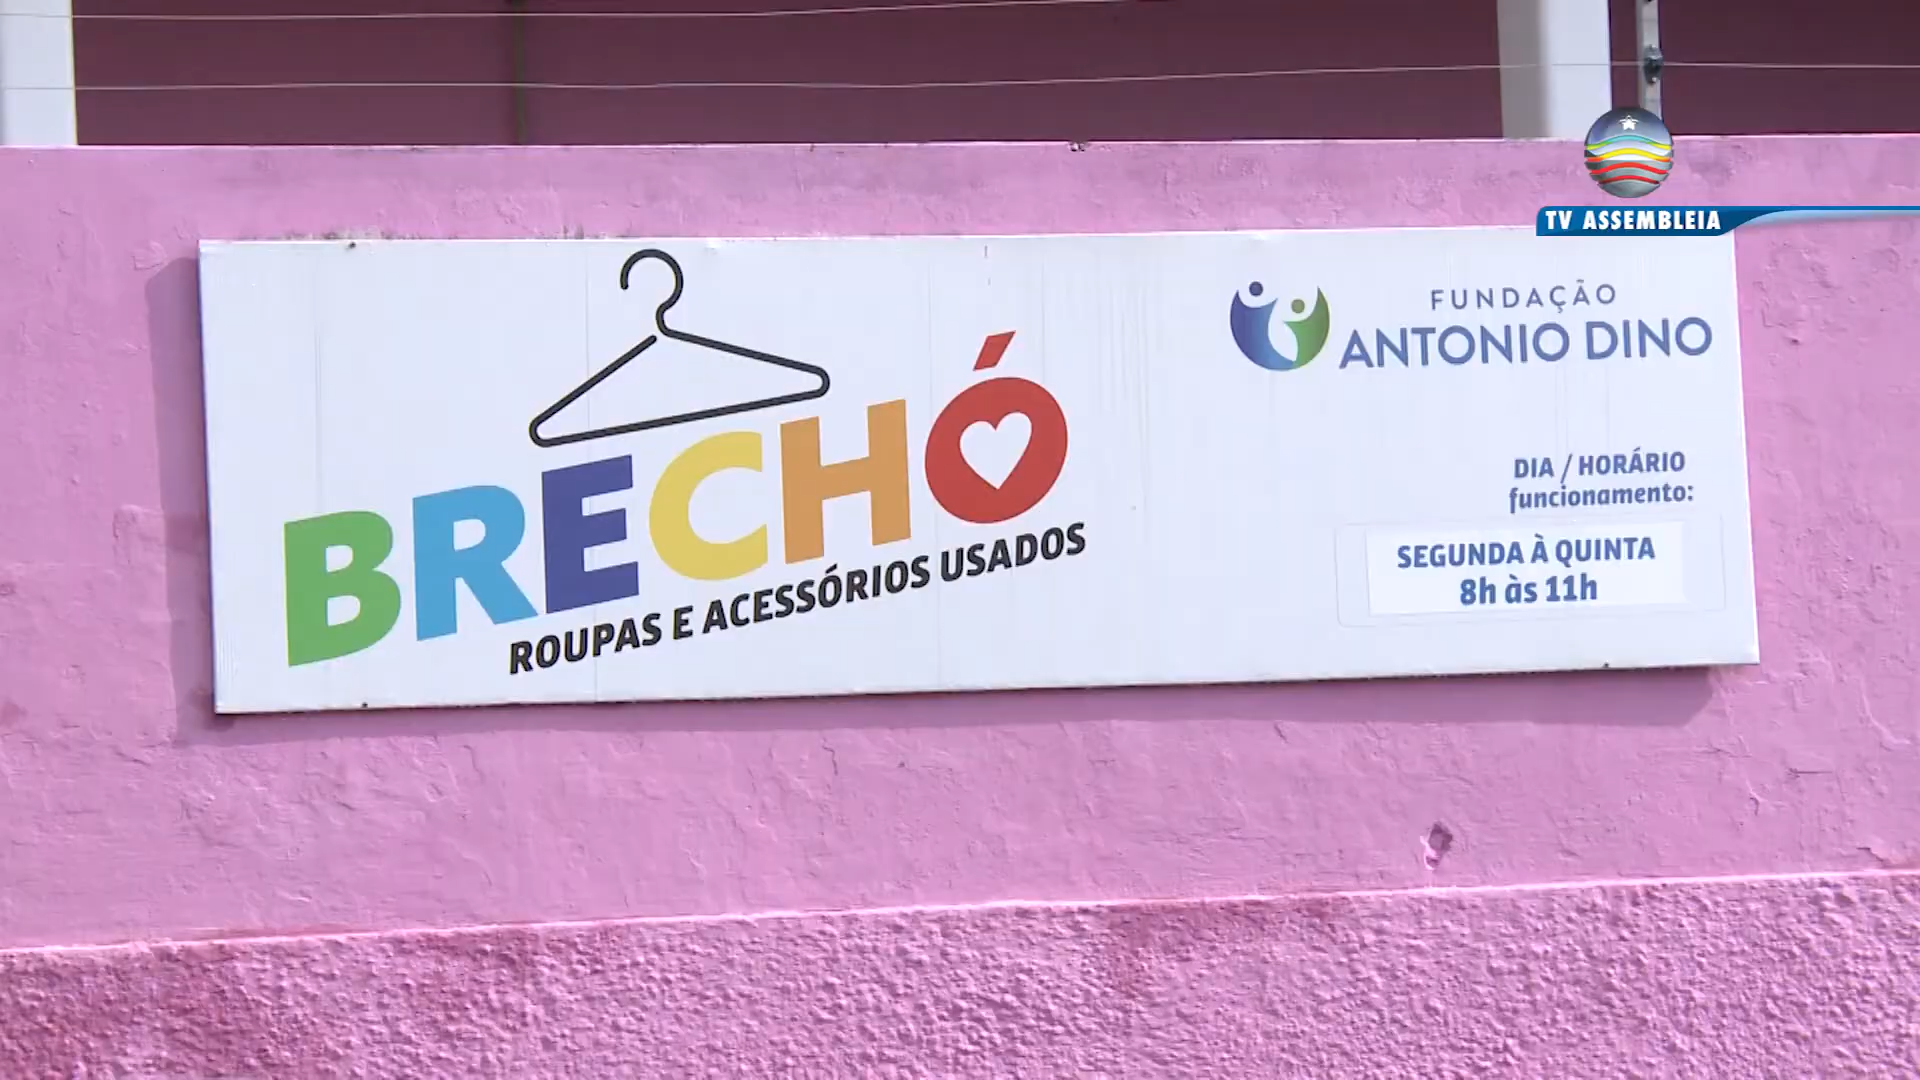 TV ASSEMBLEIA
BRECHÓ
ROUPAS E ACESSÓRIOS USADOS
FUNDAÇÃO
ANTONIO DINO
DIA / HORÁRIO
funcionamento:
SEGUNDA À QUINTA
8h às 11h